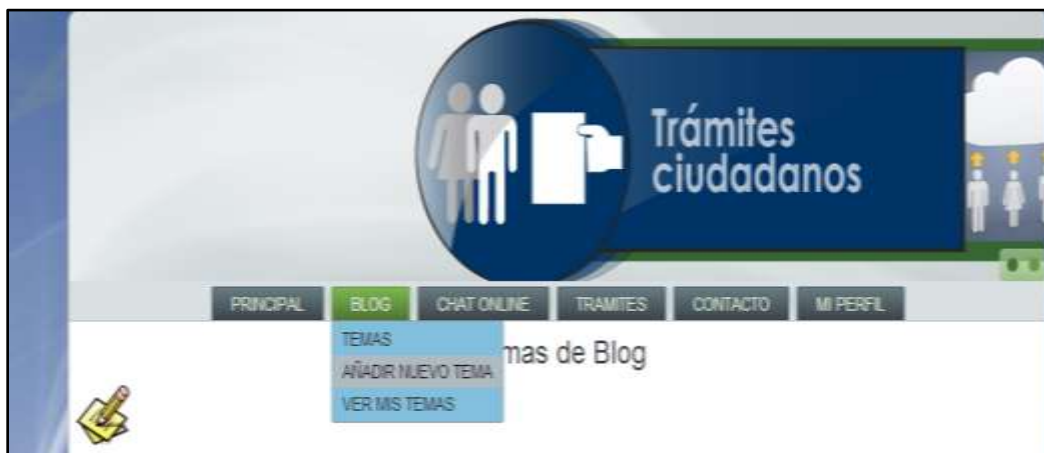 Trámites
ciudadanos
PRINCIPAL BLOG CHAT ONLINE TRAMITES CONTACTO MI PERFIL
TEMAS
mas de Blog
AÑADIR NUEVO TEMA
VER MIS TEMAS